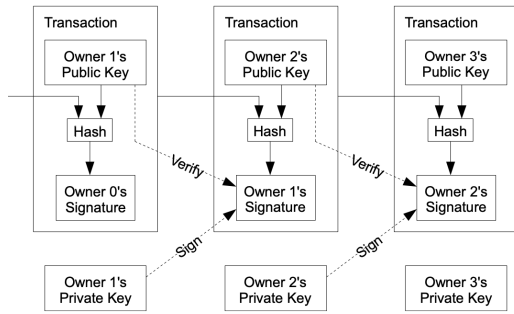 Transaction
Owner 1's
Public Key
Hash
Owner 0's
Signature
Transaction
Owner 2's
Public Key
Hash
Verify
Owner 1's
Signature
Transaction
Owner 3's
Public Key
Hash
Verify
Owner 2's
Signature
Owner 1's
Private Key
Sign
Owner 2's
Private Key
Sign
Owner 3's
Private Key